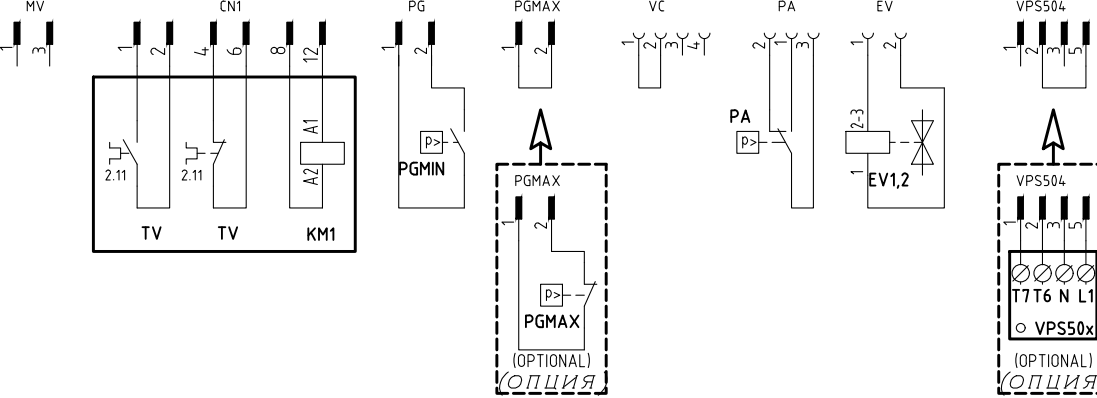 MV CN1 PG PGMAX VC PA EV VPS504
1 3 1 2 4 6 8 12 1 2 1 2 1 2 3 4 2 1 3 1 2 1 2 3 5
A1 A2
2.11 2.11
TV TV KM1
P> PGMIN
PA P>
2-3 1
EV1,2
PGMAX
1 2
P>
PGMAX
(OPTIONAL)
(ОПЦИЯ)
VPS504
1 2 3 5
T7 T6 N L1
VPS50x
(OPTIONAL)
(ОПЦИЯ